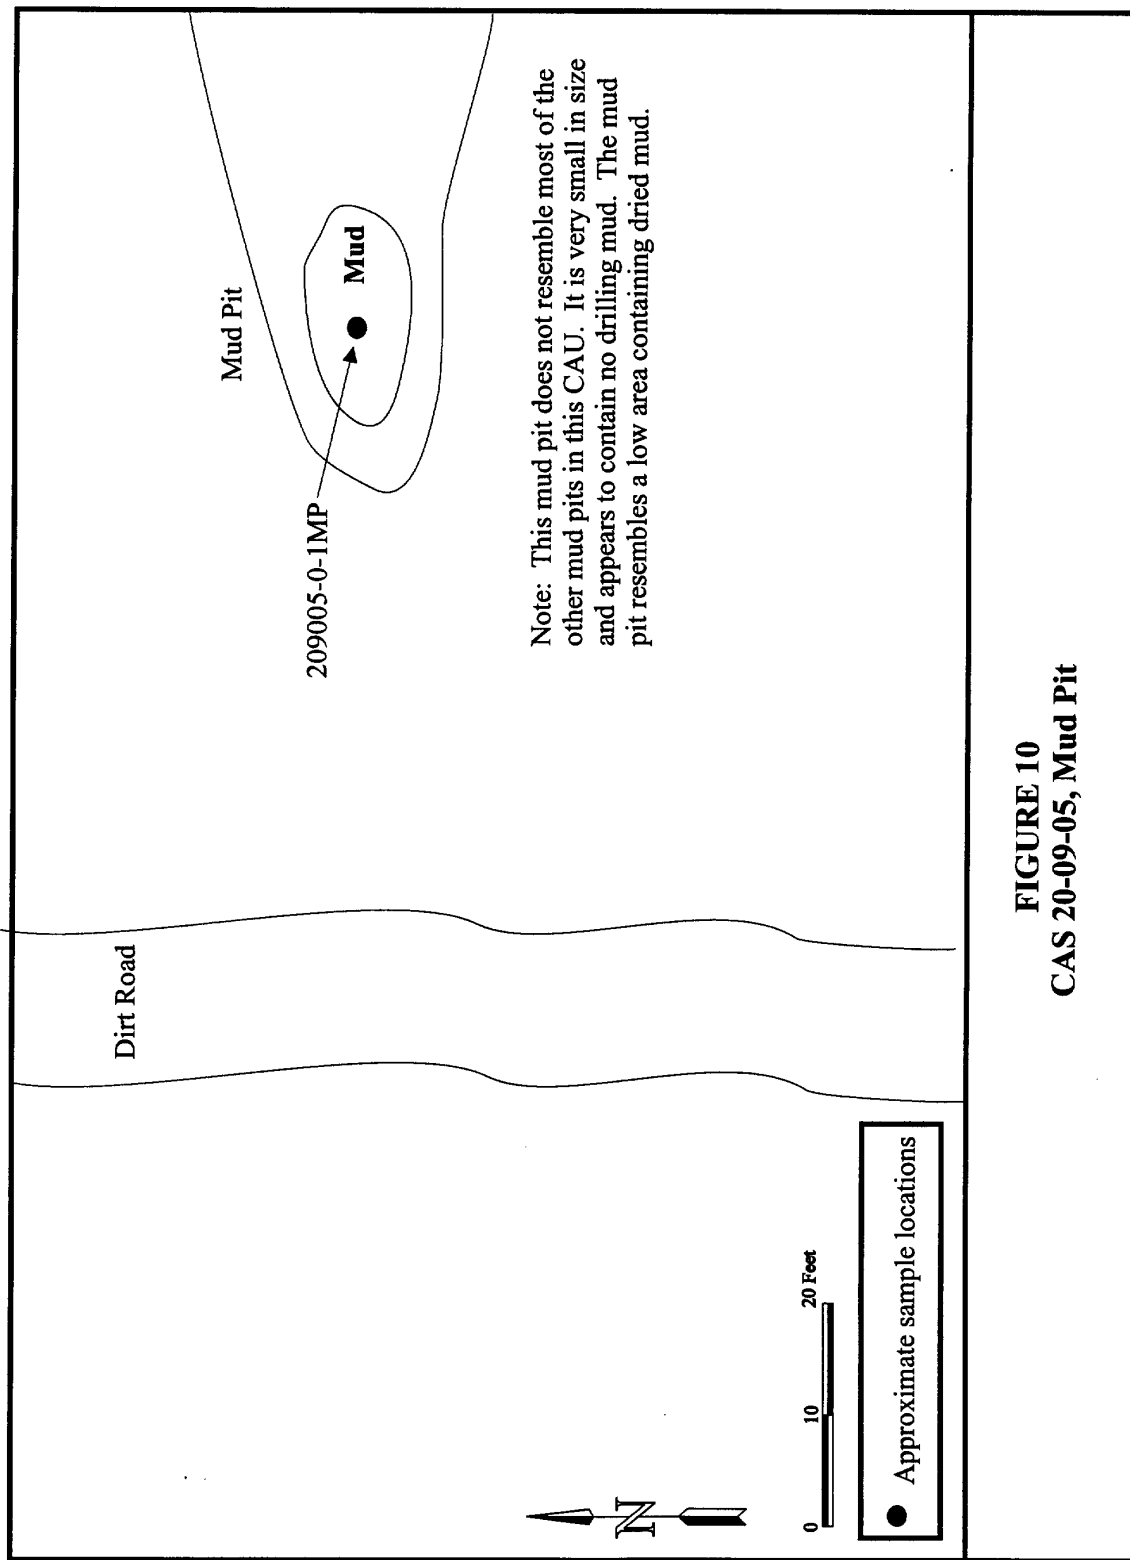 Mud Pit
Mud
209005-0-1MP
Note: This mud pit does not resemble most of the
other mud pits in this CAU. It is very small in size
and appears to contain no drilling mud. The mud
pit resembles a low area containing dried mud.
Dirt Road
N
0 10 20 Feet
Approximate sample locations
FIGURE 10
CAS 20-09-05, Mud Pit